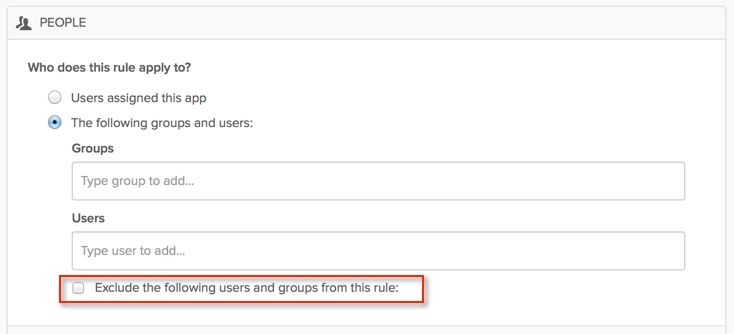 PEOPLE
Who does this rule apply to?
Users assigned this app
The following groups and users:
Groups
Type group to add...
Users
Type user to add...
Exclude the following users and groups from this rule: